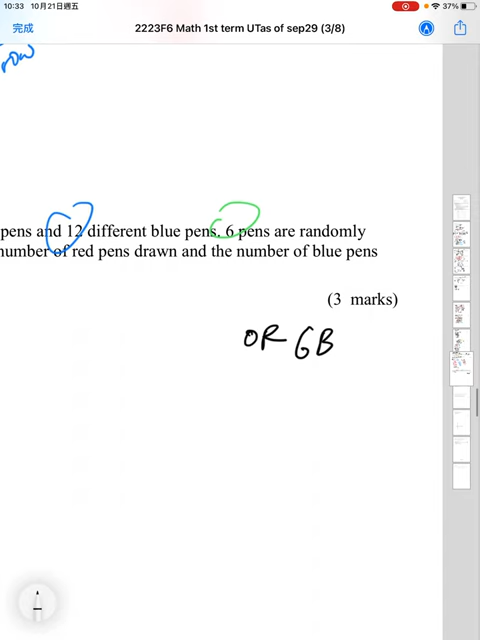 10:33 10月21日週五 37%
完成 2223F6 Math 1st term UTas of sep29 (3/8)
row
pens and 12 different blue pens. 6 pens are randomly
number of red pens drawn and the number of blue pens
(3 marks)
0R 6B